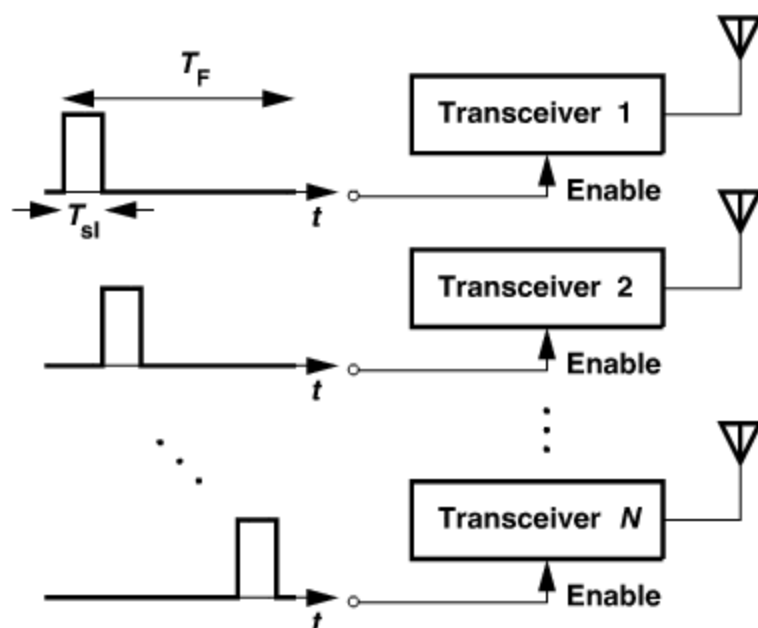 T_F
Transceiver 1
Enable
T_sl
t
Transceiver 2
Enable
t
Transceiver N
Enable
t